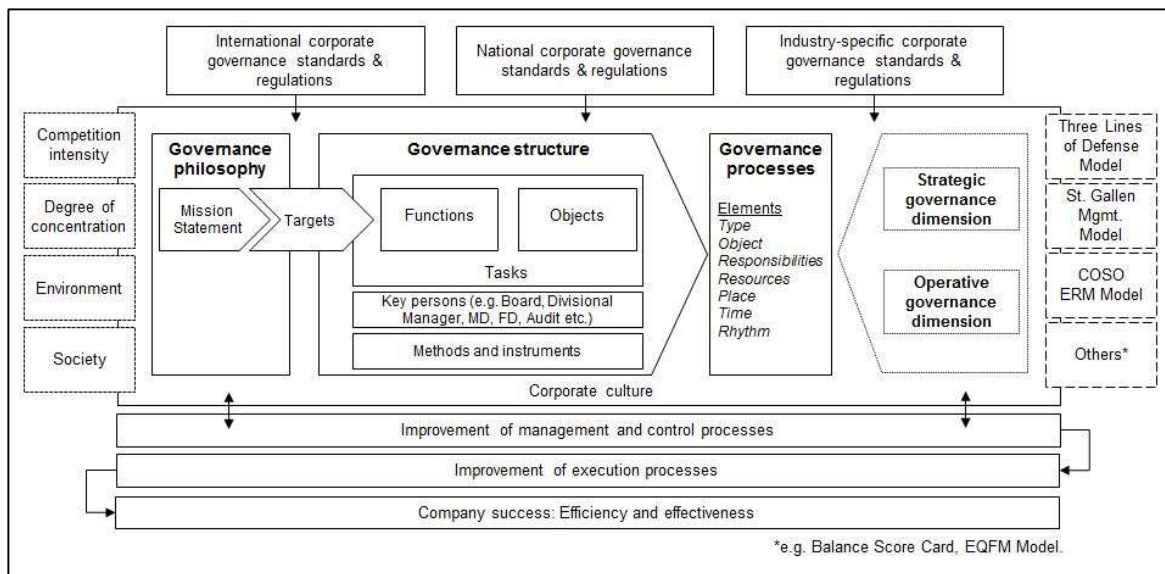 International corporate
governance standards &
regulations
National corporate governance
standards & regulations
Industry-specific corporate
governance standards &
regulations
Competition
intensity
Degree of
concentration
Environment
Society
Governance
philosophy
Mission
Statement
Targets
Governance structure
Functions
Objects
Tasks
Key persons (e.g. Board, Divisional
Manager, MD, FD, Audit etc.)
Methods and instruments
Governance
processes
Elements
Type
Object
Responsibilities
Resources
Place
Time
Rhythm
Strategic
governance
dimension
Operative
governance
dimension
Three Lines
of Defense
Model
St. Gallen
Mgmt.
Model
COSO
ERM Model
Others*
Corporate culture
Improvement of management and control processes
Improvement of execution processes
Company success: Efficiency and effectiveness
*e.g. Balance Score Card, EQFM Model.